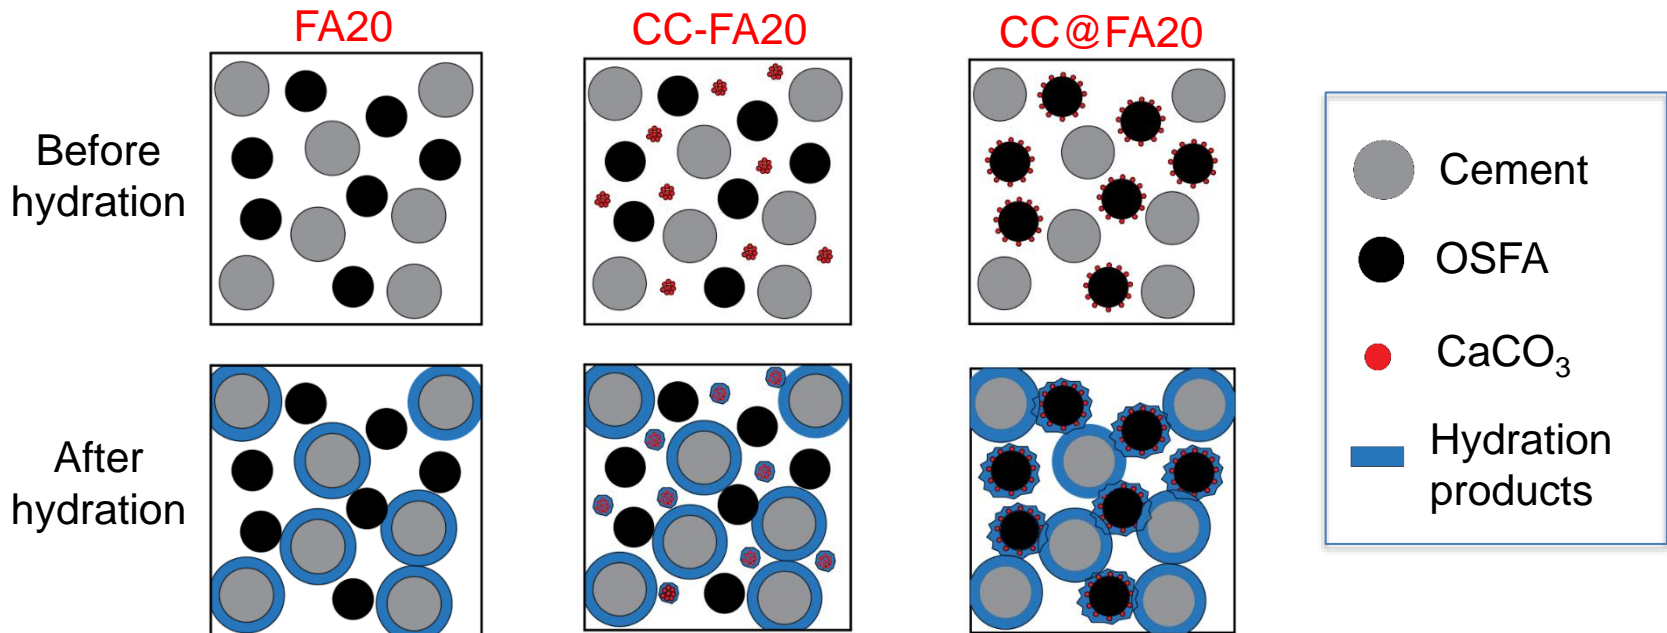 FA20
CC-FA20
CC@FA20
Before
hydration
After
hydration
Cement
OSFA
CaCO₃
Hydration
products